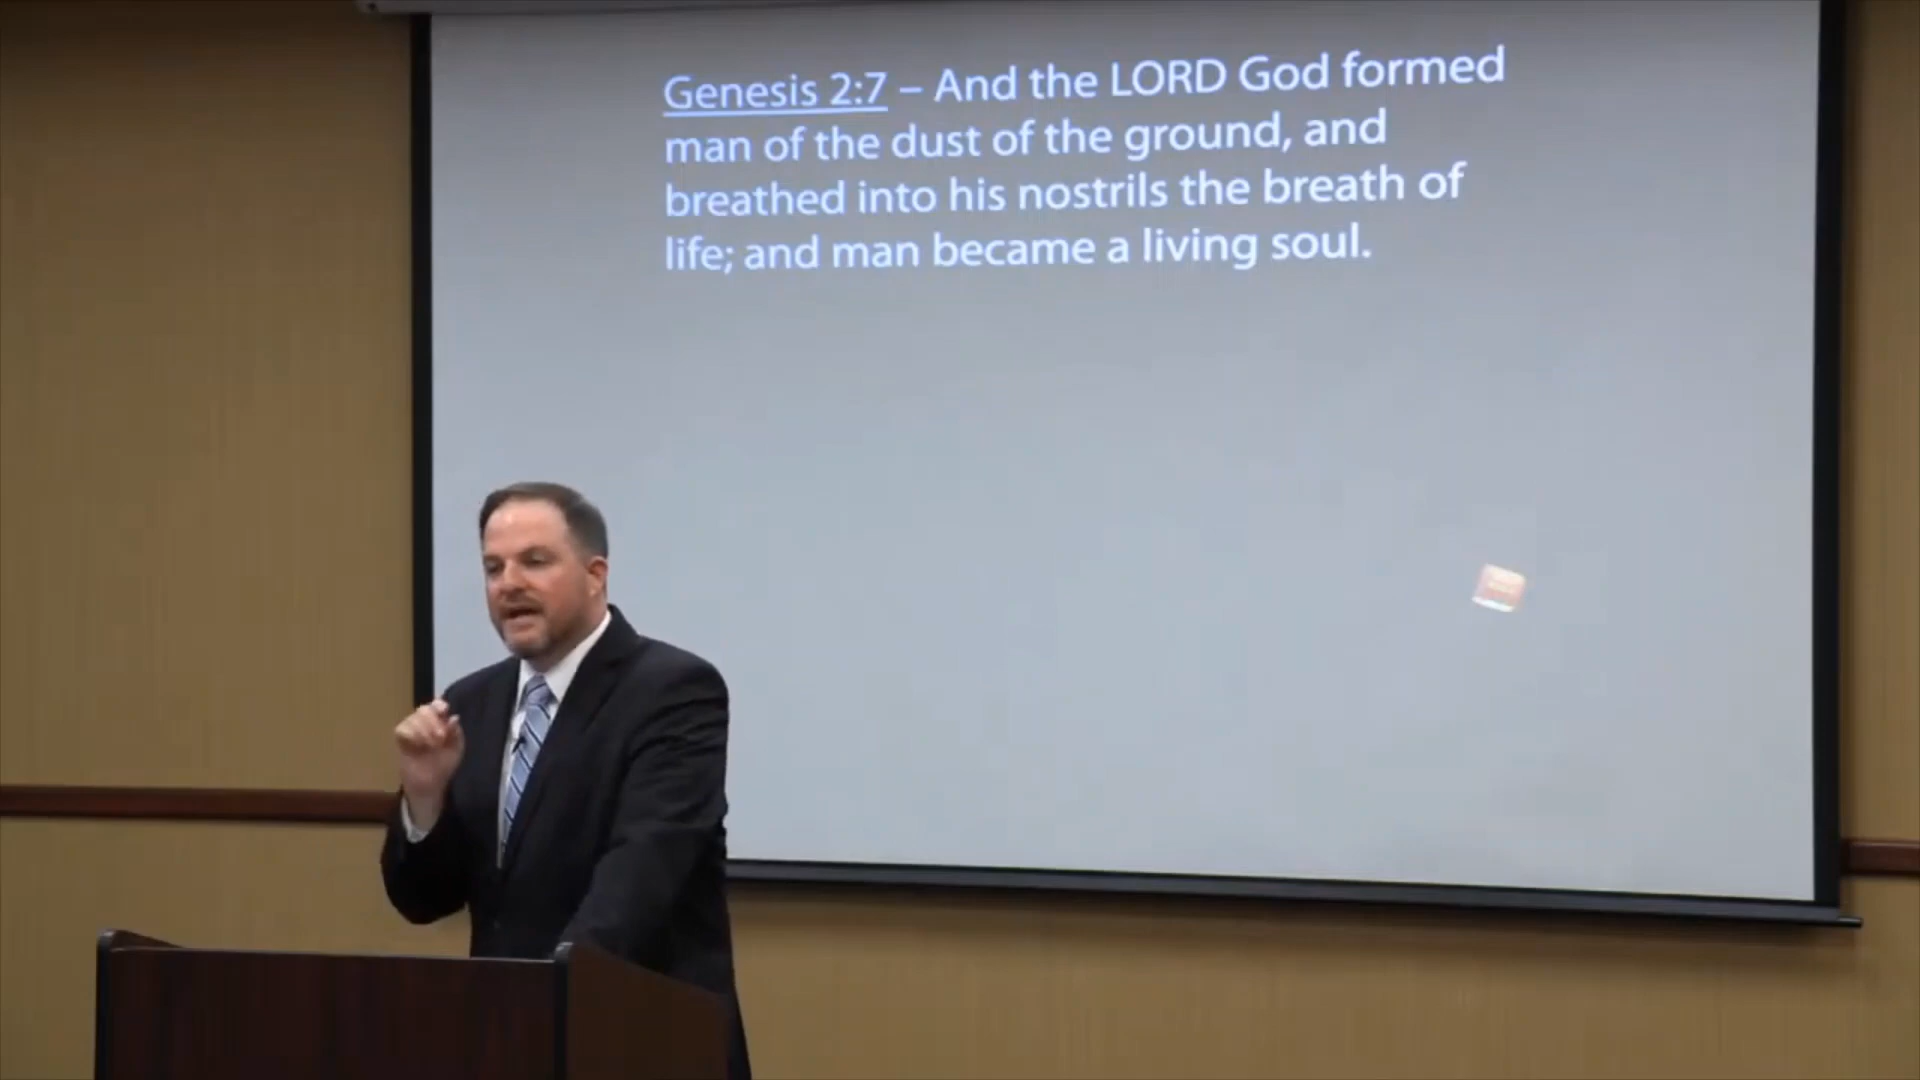 Genesis 2:7 – And the LORD God formed
man of the dust of the ground, and
breathed into his nostrils the breath of
life; and man became a living soul.